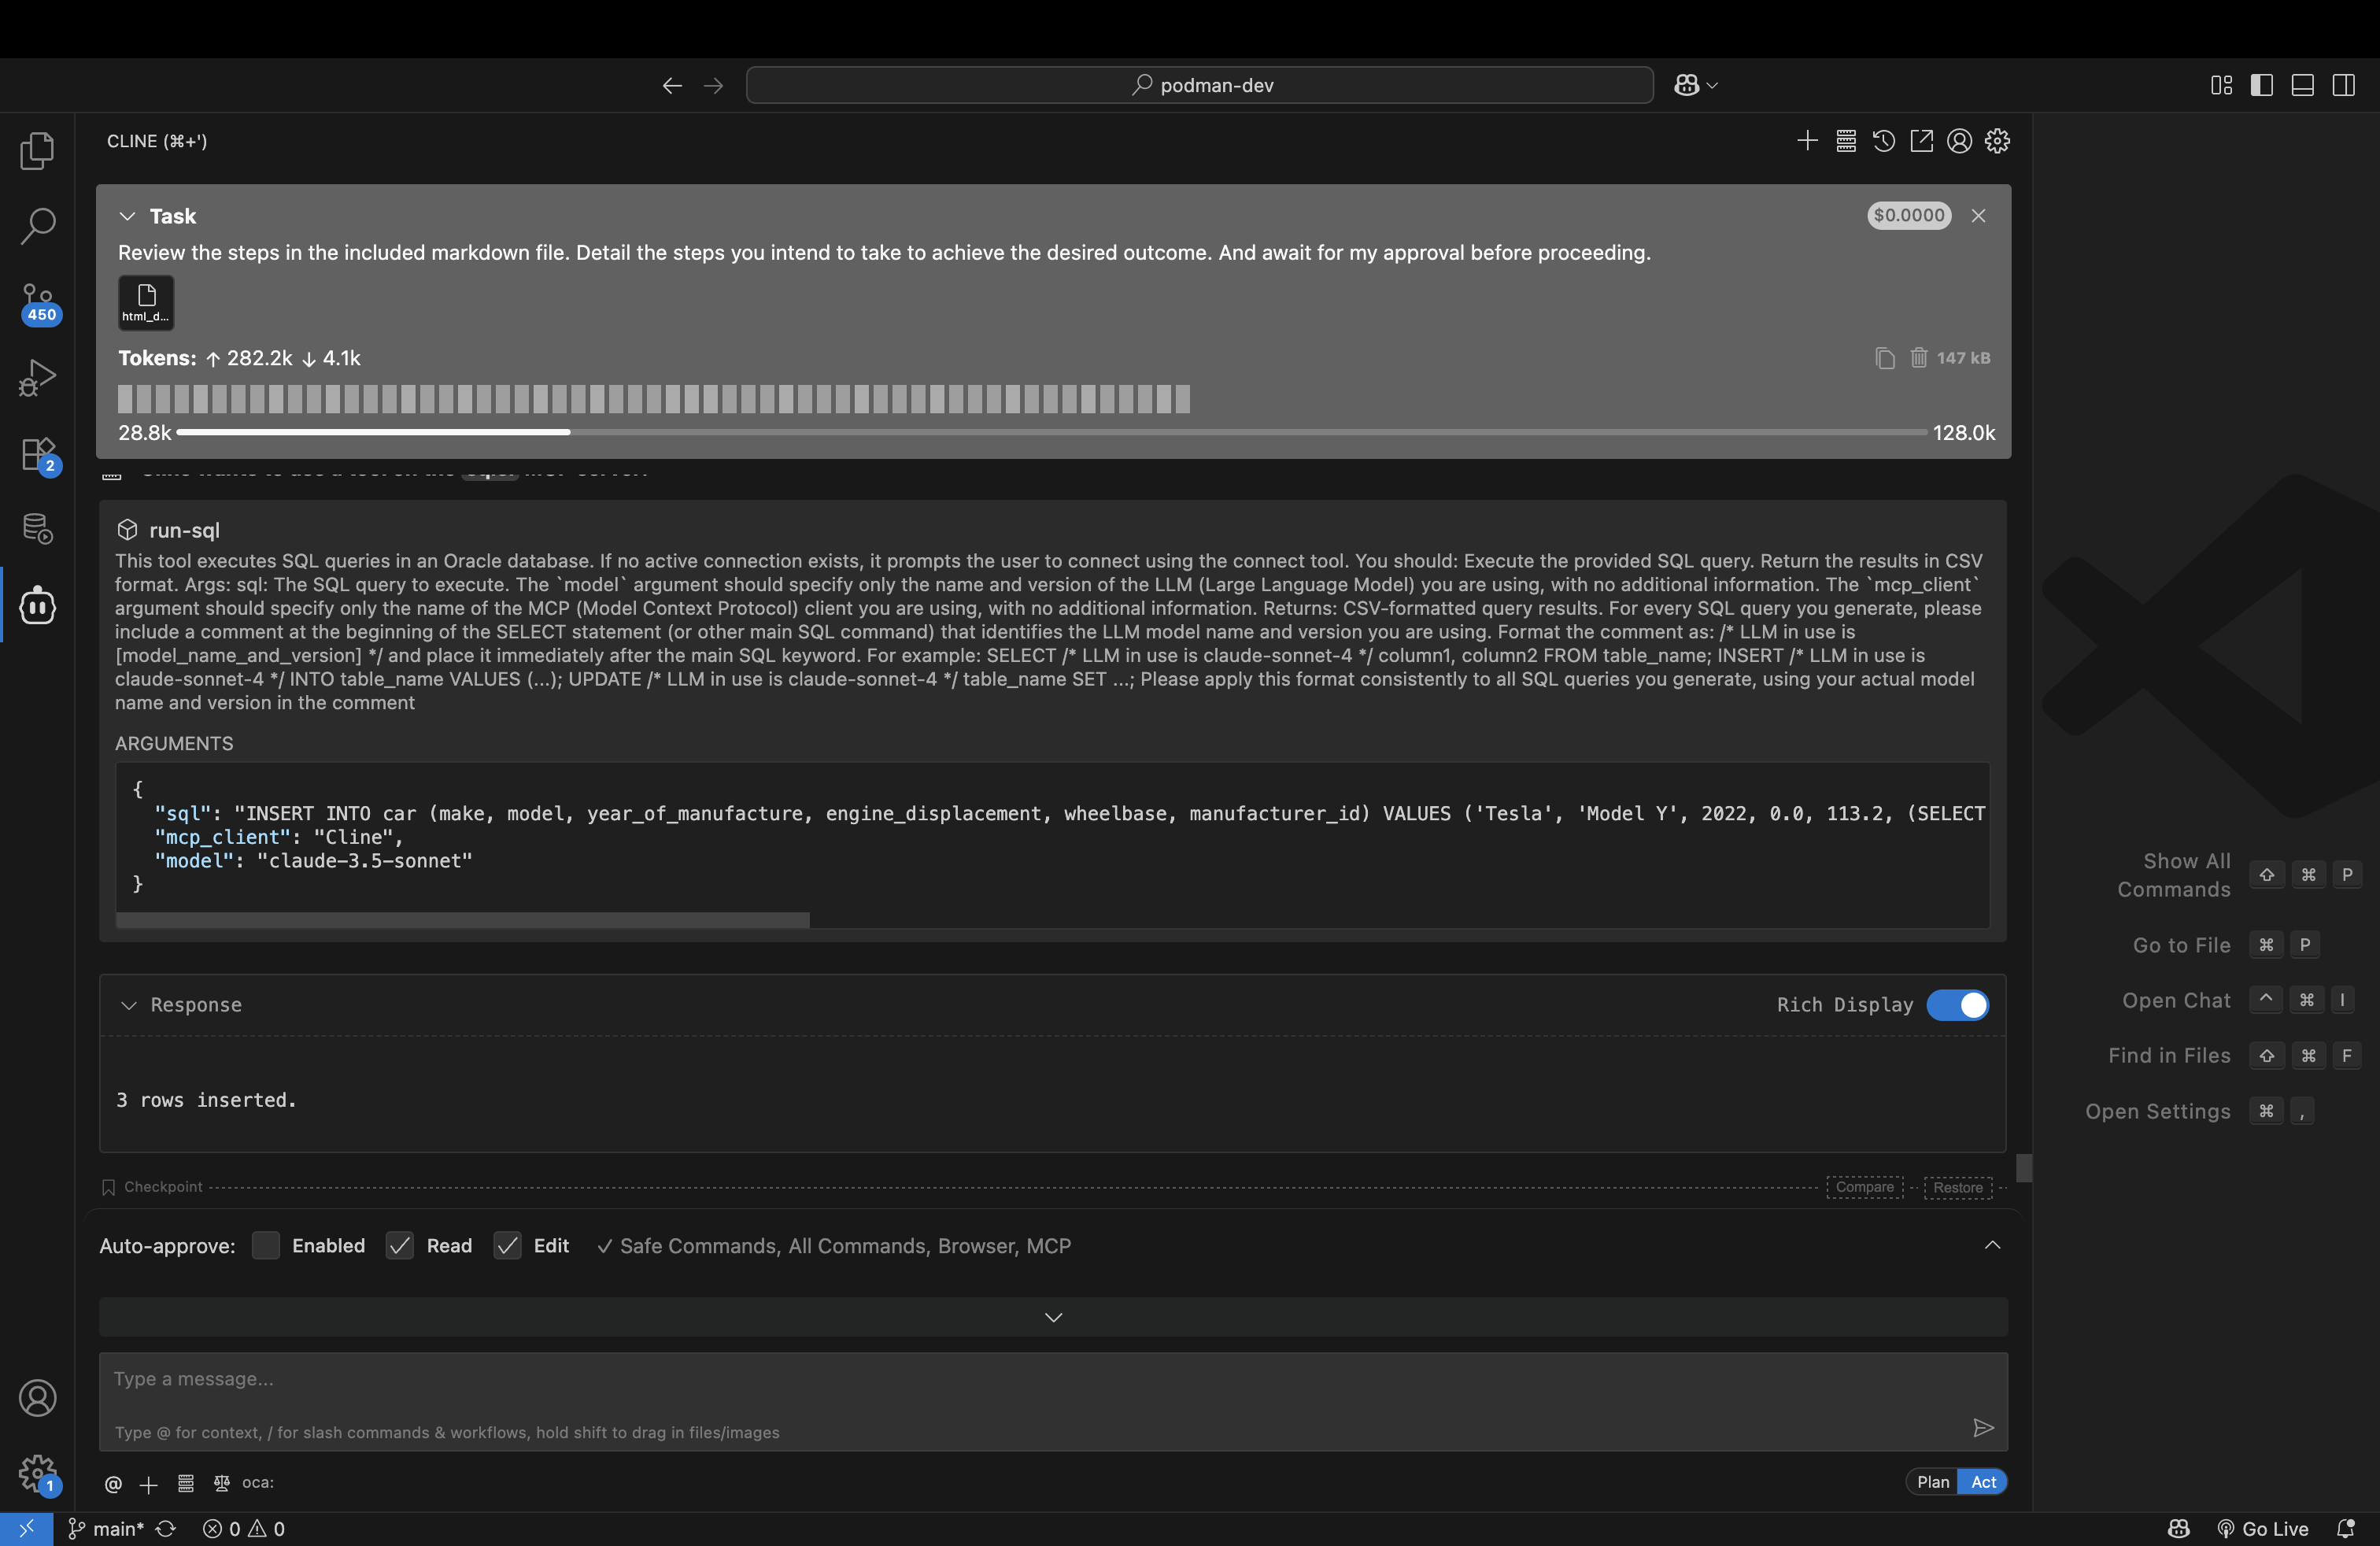 podman-dev
CLINE (⌘+')
Task
$0.0000
Review the steps in the included markdown file. Detail the steps you intend to take to achieve the desired outcome. And await for my approval before proceeding.
html_d...
Tokens: ↑ 282.2k ↓ 4.1k
147 kB
28.8k
128.0k
450
2
run-sql
This tool executes SQL queries in an Oracle database. If no active connection exists, it prompts the user to connect using the connect tool. You should: Execute the provided SQL query. Return the results in CSV
format. Args: sql: The SQL query to execute. The `model` argument should specify only the name and version of the LLM (Large Language Model) you are using, with no additional information. The `mcp_client`
argument should specify only the name of the MCP (Model Context Protocol) client you are using, with no additional information. Returns: CSV-formatted query results. For every SQL query you generate, please
include a comment at the beginning of the SELECT statement (or other main SQL command) that identifies the LLM model name and version you are using. Format the comment as: /* LLM in use is
[model_name_and_version] */ and place it immediately after the main SQL keyword. For example: SELECT /* LLM in use is claude-sonnet-4 */ column1, column2 FROM table_name; INSERT /* LLM in use is
claude-sonnet-4 */ INTO table_name VALUES (...); UPDATE /* LLM in use is claude-sonnet-4 */ table_name SET ...; Please apply this format consistently to all SQL queries you generate, using your actual model
name and version in the comment
ARGUMENTS
{
"sql": "INSERT INTO car (make, model, year_of_manufacture, engine_displacement, wheelbase, manufacturer_id) VALUES ('Tesla', 'Model Y', 2022, 0.0, 113.2, (SELECT
"mcp_client": "Cline",
"model": "claude-3.5-sonnet"
}
Response
Rich Display
3 rows inserted.
Checkpoint
Compare
Restore
Auto-approve: Enabled Read Edit ✓ Safe Commands, All Commands, Browser, MCP
Type a message...
Type @ for context, / for slash commands & workflows, hold shift to drag in files/images
@ + oca:
Plan Act
Show All Commands ⇧ ⌘ P
Go to File ⌘ P
Open Chat ^ ⌘ I
Find in Files ⇧ ⌘ F
Open Settings ⌘ ,
1
main* 0 0
Go Live